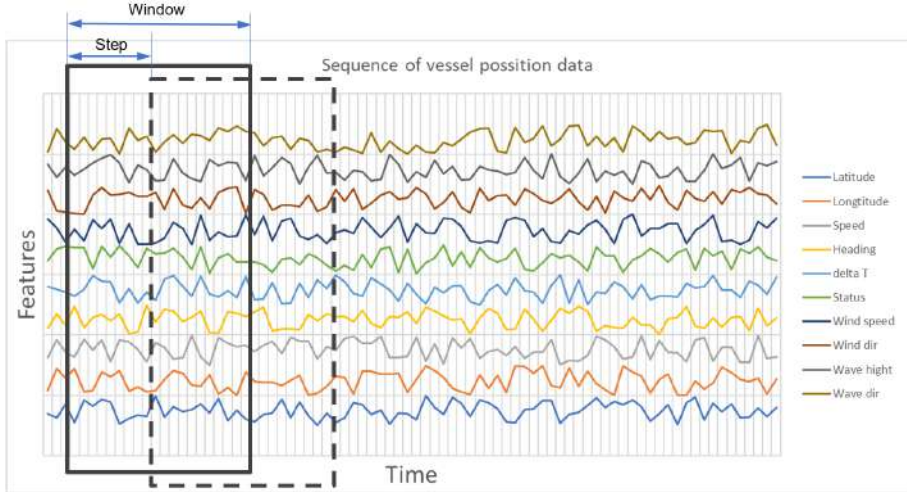 Window
Step
Sequence of vessel possition data
Features
Time
Latitude
Longtitude
Speed
Heading
delta T
Status
Wind speed
Wind dir
Wave hight
Wave dir